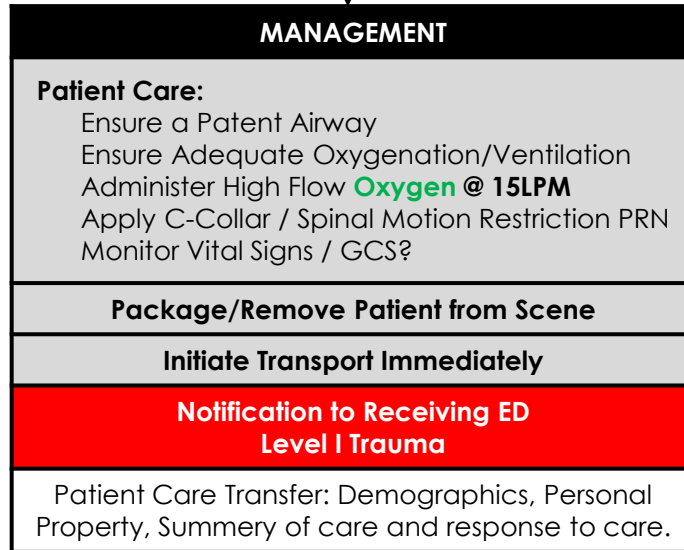 MANAGEMENT
Patient Care:
Ensure a Patent Airway
Ensure Adequate Oxygenation/Ventilation
Administer High Flow Oxygen @ 15LPM
Apply C-Collar / Spinal Motion Restriction PRN
Monitor Vital Signs / GCS?
Package/Remove Patient from Scene
Initiate Transport Immediately
Notification to Receiving ED
Level I Trauma
Patient Care Transfer: Demographics, Personal
Property, Summery of care and response to care.